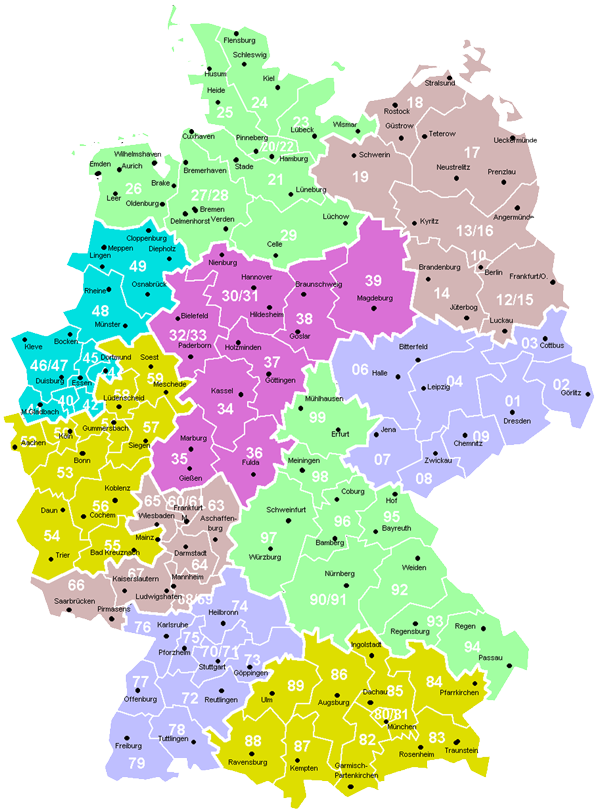 Flensburg
Schleswig
Husum
Kiel
Heide
25
24
23
Lübeck
Wismar
Stralsund
18
Rostock
Güstrow
Teterow
17
Ueckermünde
Neustrelitz
Prenzlau
Schwerin
19
Cuxhaven
Pinneberg
20/22
Hamburg
Stade
Bremerhaven
21
Lüneburg
Wilhelmshaven
Emden
Aurich
26
Leer
Brake
Oldenburg
27/28
Bremen
Delmenhorst
Verden
29
Lüchow
Celle
Kyritz
Angermünd-
13/16
10
Berlin
Brandenburg
14
Frankfurt/O.
12/15
Jüterbog
Luckau
Cloppenburg
Meppen
Diepholz
Lingen
49
Rheine
Osnabrück
48
Münster
Nienburg
Hannover
30/31
Braunschweig
39
Magdeburg
Hildesheim
38
Goslar
Bielefeld
32/33
Paderborn
Holzminden
37
Göttingen
Kassel
34
Marburg
35
Gießen
36
Fulda
Kleve
Bocken
46/47
45
Duisburg
Essen
Dortmund
M.Gladbach
40
42
Soest
59
Meschede
Lüdenscheid
58
Gummersbach
57
Siegen
Köln
Aachen
Bonn
53
Koblenz
56
Cochem
Daun
54
Trier
55
Bad Kreuznach
Mainz
03
Cottbus
02
Görlitz
Bitterfeld
06
Halle
04
Leipzig
01
Dresden
09
Chemnitz
Zwickau
08
Jena
07
Mühlhausen
99
Erfurt
Meiningen
98
Coburg
Hof
96
95
Bayreuth
Bamberg
Schweinfurt
97
Würzburg
Nürnberg
90/91
92
Weiden
Regensburg
93
Regen
94
Passau
65
60/61
63
Wiesbaden
Frankfurt
M.
Aschaffen-
burg
Darmstadt
64
67
Kaiserslautern
Mannheim
Ludwigshafen
68/69
66
Saarbrücken
Pirmasens
76
Karlsruhe
74
Heilbronn
75
Pforzheim
70/71
Stuttgart
73
Göppingen
77
Offenburg
72
Reutlingen
78
Tuttlingen
Freiburg
79
Ingolstadt
89
Ulm
86
Augsburg
Dachau
85
84
Pfarrkirchen
80/81
München
82
83
Rosenheim
Traunstein
88
Ravensburg
87
Kempten
Garmisch-
Partenkirchen